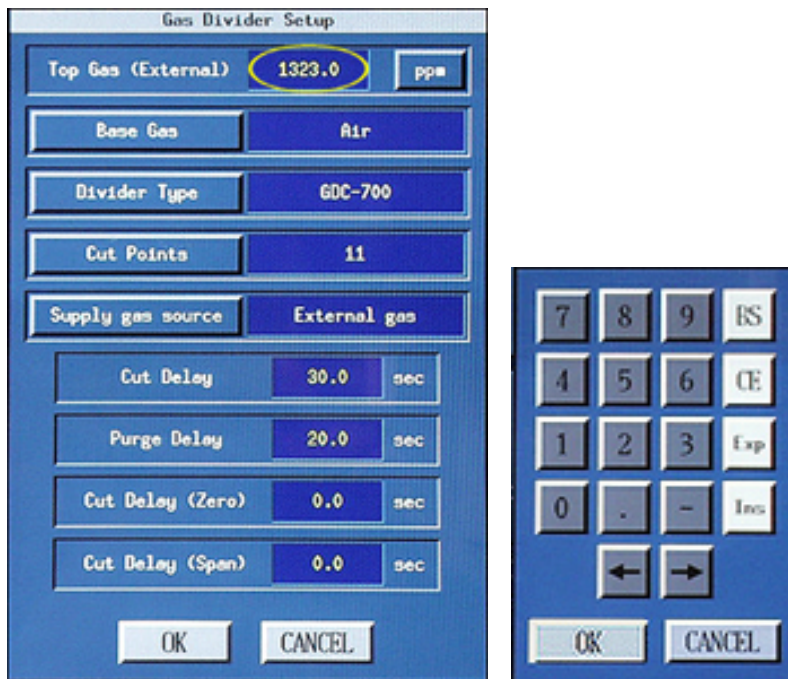 Gas Divider Setup
Top Gas (External) 1323.0 ppm
Base Gas Air
Divider Type GDC-700
Cut Points 11
Supply gas source External gas
Cut Delay 30.0 sec
Purge Delay 20.0 sec
Cut Delay (Zero) 0.0 sec
Cut Delay (Span) 0.0 sec
OK CANCEL
7 8 9 BS
4 5 6 CE
1 2 3 Exp
0 . - Ins
← →
OK CANCEL